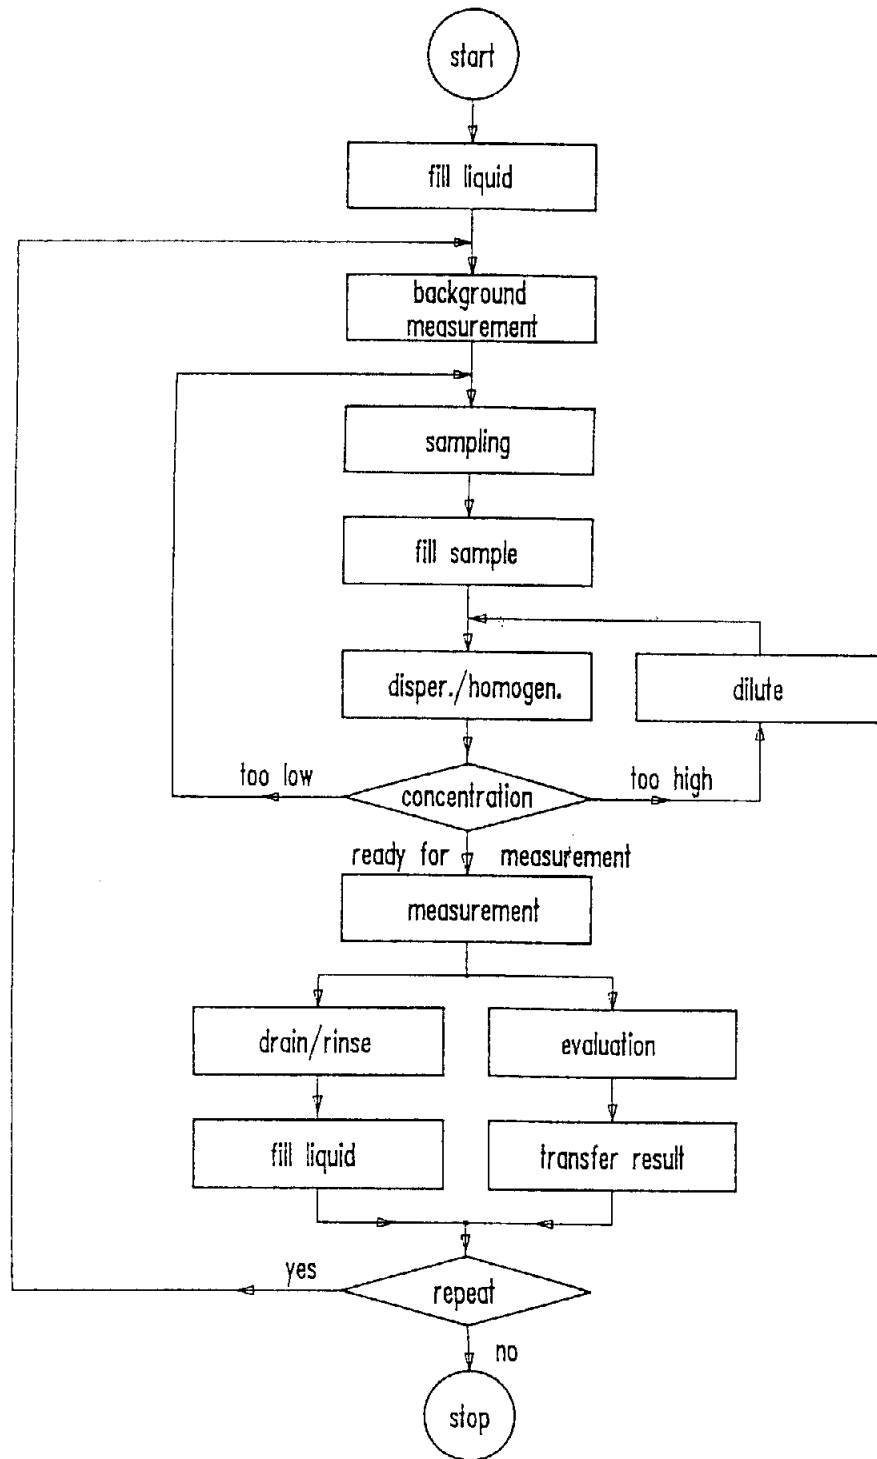 start
fill liquid
background
measurement
sampling
fill sample
disper./homogen.
dilute
too low
concentration
too high
ready for measurement
measurement
drain/rinse
evaluation
fill liquid
transfer result
yes
repeat
no
stop